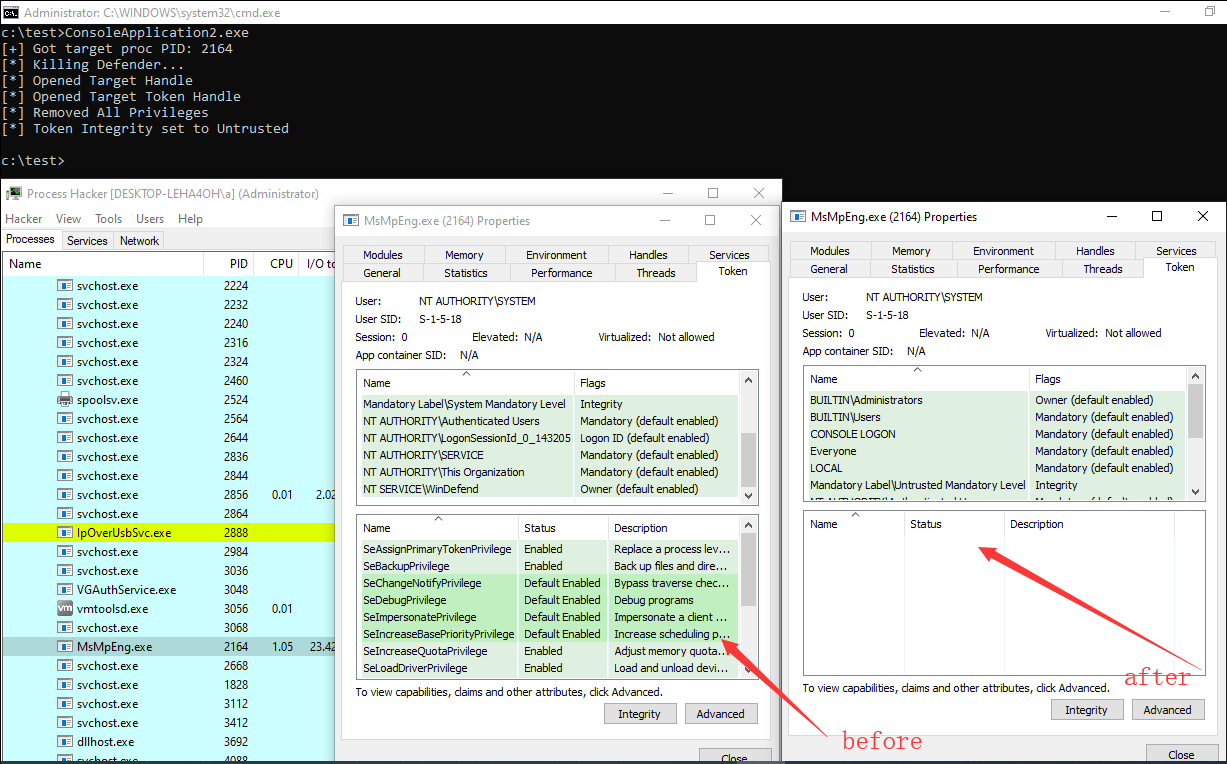 Administrator: C:\WINDOWS\system32\cmd.exe
c:\test>ConsoleApplication2.exe
[+] Got target proc PID: 2164
[*] Killing Defender...
[*] Opened Target Handle
[*] Opened Target Token Handle
[*] Removed All Privileges
[*] Token Integrity set to Untrusted
c:\test>
Process Hacker [DESKTOP-LEHA4OH\a] (Administrator)
Hacker View Tools Users Help
Processes Services Network
Name PID CPU I/O to
svchost.exe 2224
svchost.exe 2232
svchost.exe 2240
svchost.exe 2316
svchost.exe 2324
svchost.exe 2460
spoolsv.exe 2524
svchost.exe 2564
svchost.exe 2644
svchost.exe 2836
svchost.exe 2844
svchost.exe 2856 0.01 2.02
svchost.exe 2864
IpOverUsbSvc.exe 2888
svchost.exe 2984
svchost.exe 3036
VGAuthService.exe 3048
vmtoolsd.exe 3056 0.01
svchost.exe 3068
MsMpEng.exe 2164 1.05 23.42
svchost.exe 2668
svchost.exe 1828
svchost.exe 3112
svchost.exe 3412
dllhost.exe 3692
svchost.exe 4088
MsMpEng.exe (2164) Properties
Modules Memory Environment Handles Services
General Statistics Performance Threads Token
User: NT AUTHORITY\SYSTEM
User SID: S-1-5-18
Session: 0 Elevated: N/A Virtualized: Not allowed
App container SID: N/A
Name Flags
Mandatory Label\System Mandatory Level Integrity
NT AUTHORITY\Authenticated Users Mandatory (default enabled)
NT AUTHORITY\LogonSessionId_0_143205 Logon ID (default enabled)
NT AUTHORITY\SERVICE Mandatory (default enabled)
NT AUTHORITY\This Organization Mandatory (default enabled)
NT SERVICE\WinDefend Owner (default enabled)
Name Status Description
SeAssignPrimaryTokenPrivilege Enabled Replace a process lev...
SeBackupPrivilege Enabled Back up files and dire...
SeChangeNotifyPrivilege Default Enabled Bypass traverse chec...
SeDebugPrivilege Default Enabled Debug programs
SeImpersonatePrivilege Default Enabled Impersonate a client ...
SeIncreaseBasePriorityPrivilege Default Enabled Increase scheduling p...
SeIncreaseQuotaPrivilege Enabled Adjust memory quota...
SeLoadDriverPrivilege Enabled Load and unload devi...
To view capabilities, claims and other attributes, click Advanced.
Integrity Advanced
Close
before
MsMpEng.exe (2164) Properties
Modules Memory Environment Handles Services
General Statistics Performance Threads Token
User: NT AUTHORITY\SYSTEM
User SID: S-1-5-18
Session: 0 Elevated: N/A Virtualized: Not allowed
App container SID: N/A
Name Flags
BUILTIN\Administrators Owner (default enabled)
BUILTIN\Users Mandatory (default enabled)
CONSOLE LOGON Mandatory (default enabled)
Everyone Mandatory (default enabled)
LOCAL Mandatory (default enabled)
Mandatory Label\Untrusted Mandatory Level Integrity
NT AUTHORITY\Authenticated Users Mandatory (default enabled)
Name Status Description
after
To view capabilities, claims and other attributes, click Advanced.
Integrity Advanced
Close